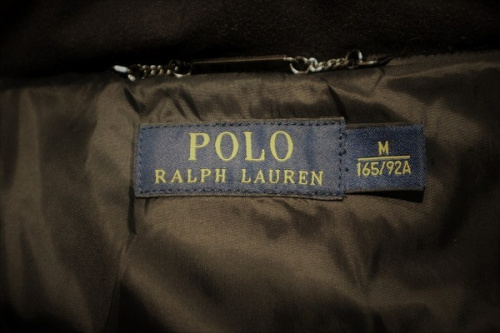 POLO
RALPH LAUREN
M
165/92A